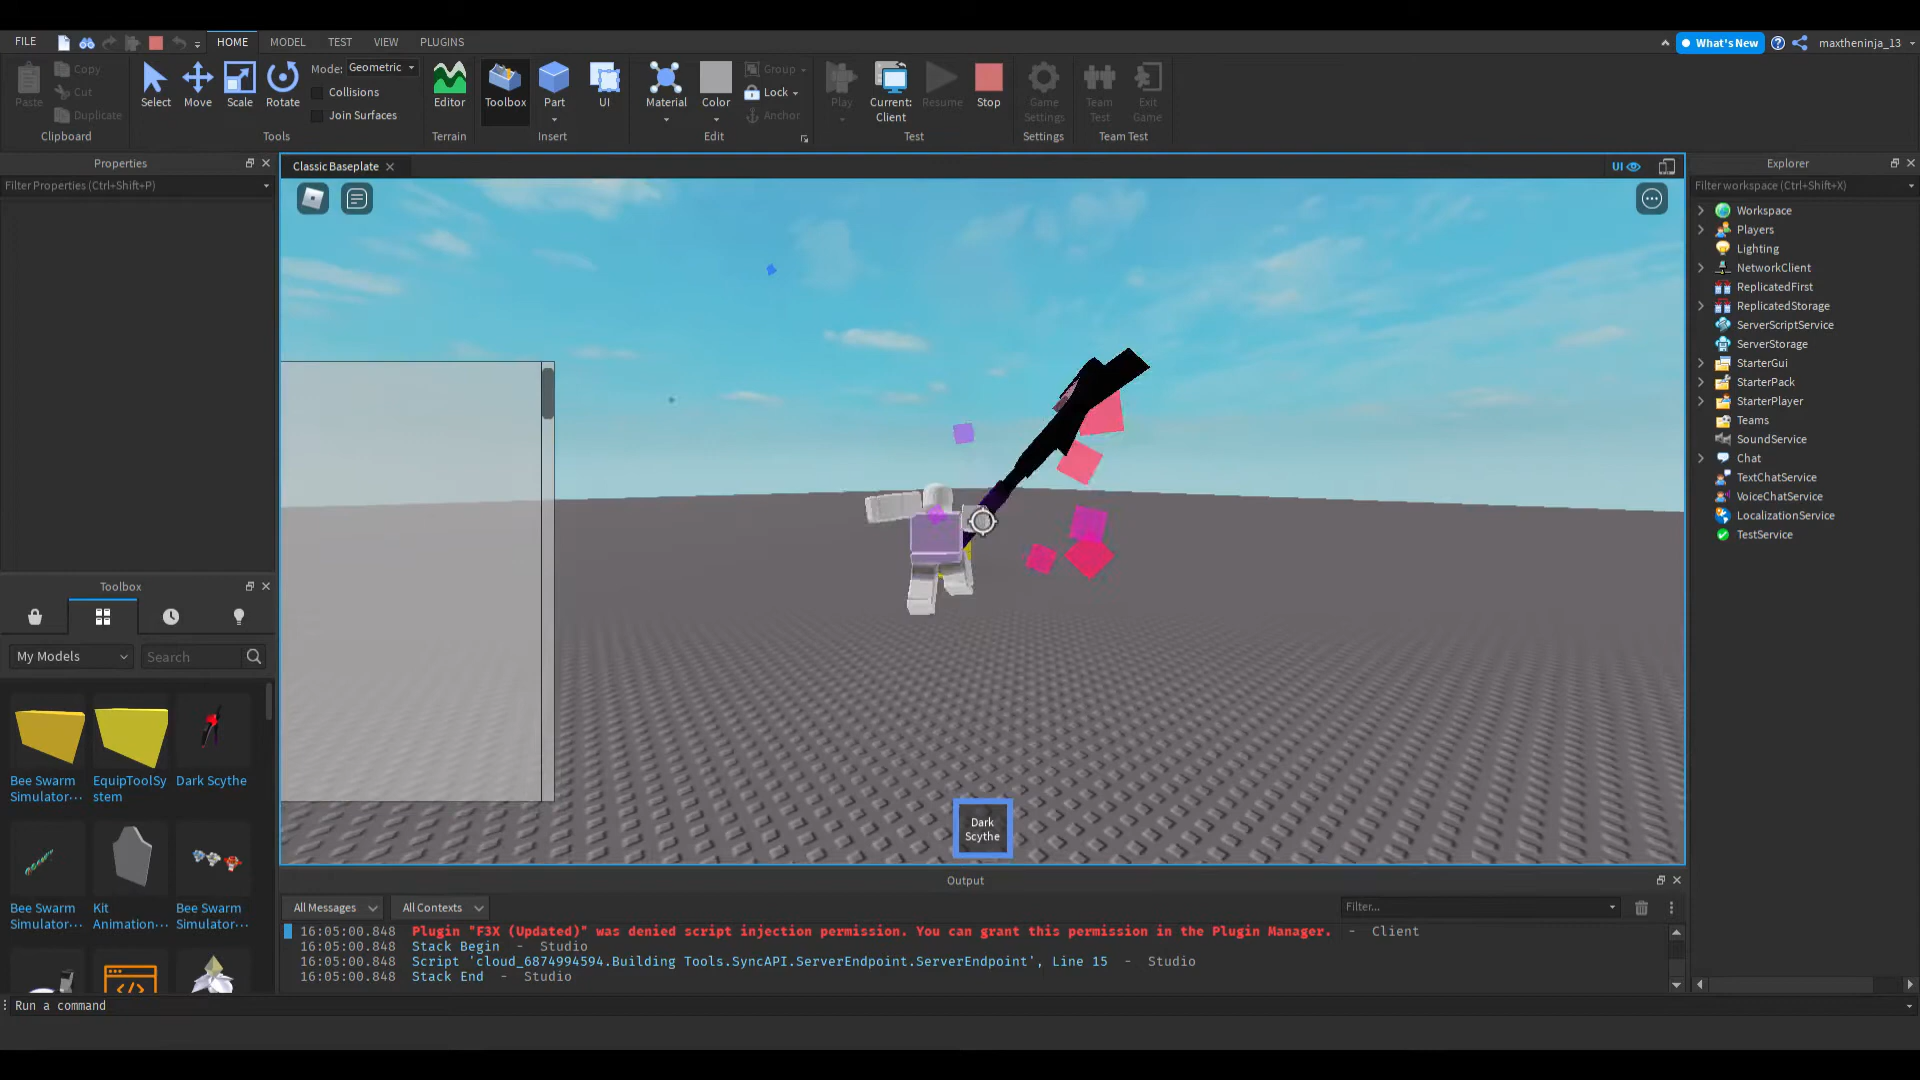 FILE
HOME
MODEL
TEST
VIEW
PLUGINS
What's New
maxtheninja_13
Paste
Copy
Cut
Duplicate
Clipboard
Select
Move
Scale
Rotate
Mode: Geometric
Collisions
Join Surfaces
Tools
Editor
Terrain
Toolbox
Part
UI
Insert
Material
Color
Group
Lock
Anchor
Edit
Play
Current:
Client
Resume
Stop
Test
Game
Settings
Settings
Team
Test
Exit
Game
Team Test
Properties
Filter Properties (Ctrl+Shift+P)
Toolbox
My Models
Search
Bee Swarm
Simulator...
EquipToolSy
stem
Dark Scythe
Bee Swarm
Simulator...
Kit
Animation...
Bee Swarm
Simulator...
Classic Baseplate
UI
Dark
Scythe
Output
All Messages
All Contexts
Filter...
16:05:00.848 Plugin "F3X (Updated)" was denied script injection permission. You can grant this permission in the Plugin Manager. - Client
16:05:00.848 Stack Begin - Studio
16:05:00.848 Script 'cloud_6874994594.Building Tools.SyncAPI.ServerEndpoint.ServerEndpoint', Line 15 - Studio
16:05:00.848 Stack End - Studio
Run a command
Explorer
Filter workspace (Ctrl+Shift+X)
Workspace
Players
Lighting
NetworkClient
ReplicatedFirst
ReplicatedStorage
ServerScriptService
ServerStorage
StarterGui
StarterPack
StarterPlayer
Teams
SoundService
Chat
TextChatService
VoiceChatService
LocalizationService
TestService